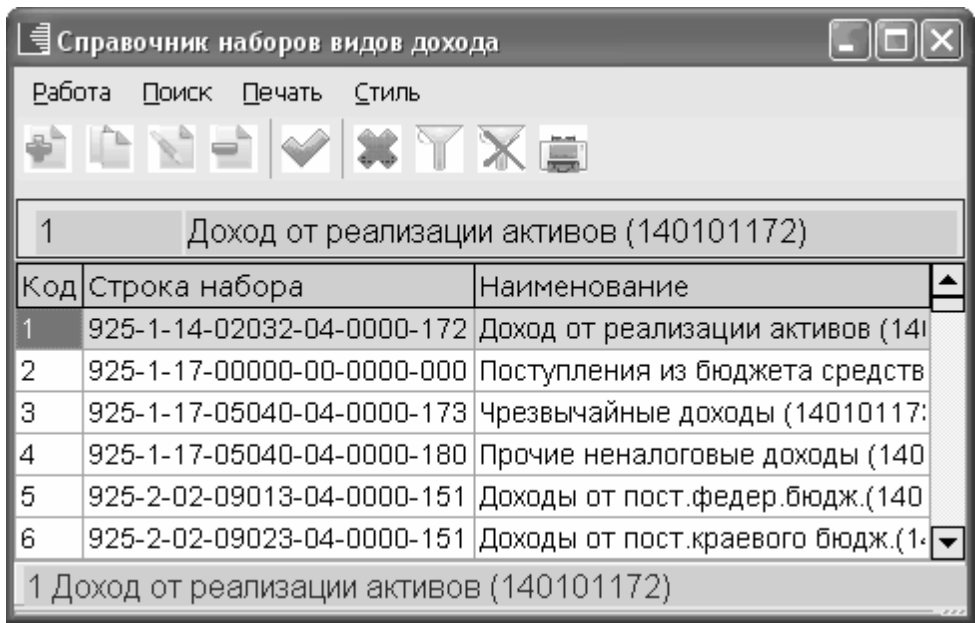 Справочник наборов видов дохода
Работа Поиск Печать Стиль
1 Доход от реализации активов (140101172)
Код Строка набора Наименование
1 925-1-14-02032-04-0000-172 Доход от реализации активов (14
2 925-1-17-00000-00-0000-000 Поступления из бюджета средств
3 925-1-17-05040-04-0000-173 Чрезвычайные доходы (14010117
4 925-1-17-05040-04-0000-180 Прочие неналоговые доходы (140
5 925-2-02-09013-04-0000-151 Доходы от пост.федер.бюдж.(140
6 925-2-02-09023-04-0000-151 Доходы от пост.краевого бюдж.(1
1 Доход от реализации активов (140101172)